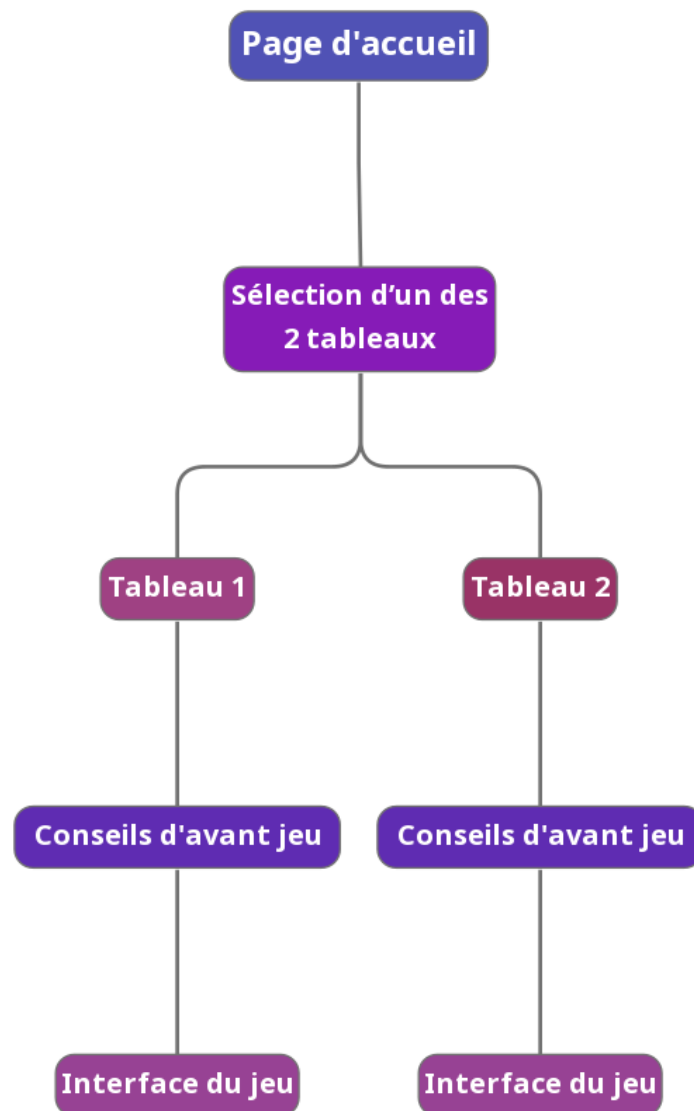 Page d'accueil
Sélection d’un des
2 tableaux
Tableau 1
Tableau 2
Conseils d'avant jeu
Conseils d'avant jeu
Interface du jeu
Interface du jeu